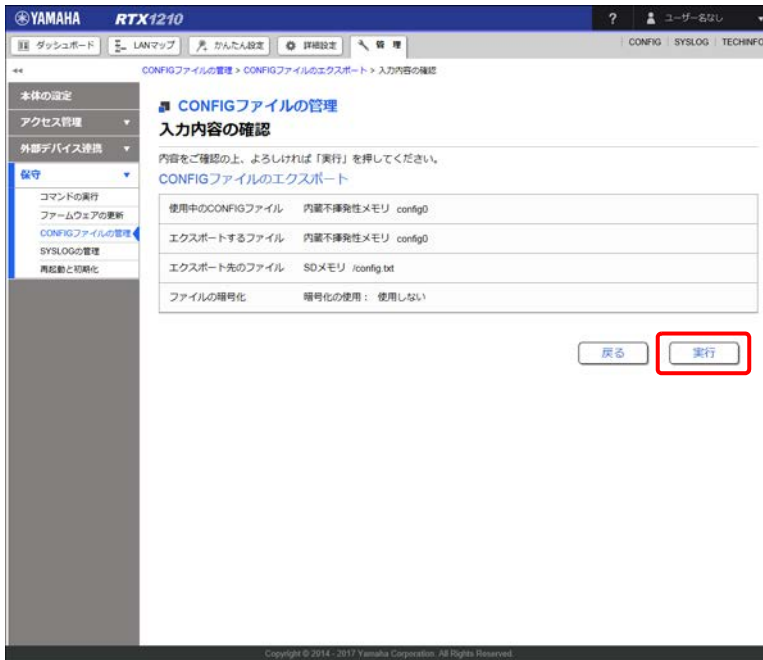 YAMAHA RTX1210 ? ユーザーなし
ダッシュボード LANマップ かんたん設定 詳細設定 管理 CONFIG SYSLOG TECHINFO
<< CONFIGファイルの管理 > CONFIGファイルのエクスポート > 入力内容の確認
本体の設定
アクセス管理
外部デバイス連携
保守
コマンドの実行
ファームウェアの更新
CONFIGファイルの管理
SYSLOGの管理
再起動と初期化
CONFIGファイルの管理
入力内容の確認
内容をご確認の上、よろしければ「実行」を押してください。
CONFIGファイルのエクスポート
使用中のCONFIGファイル 内蔵不揮発性メモリ config0
エクスポートするファイル 内蔵不揮発性メモリ config0
エクスポート先のファイル SDメモリ /config.txt
ファイルの暗号化 暗号化の使用： 使用しない
戻る 実行
Copyright © 2014 - 2017 Yamaha Corporation. All Rights Reserved.